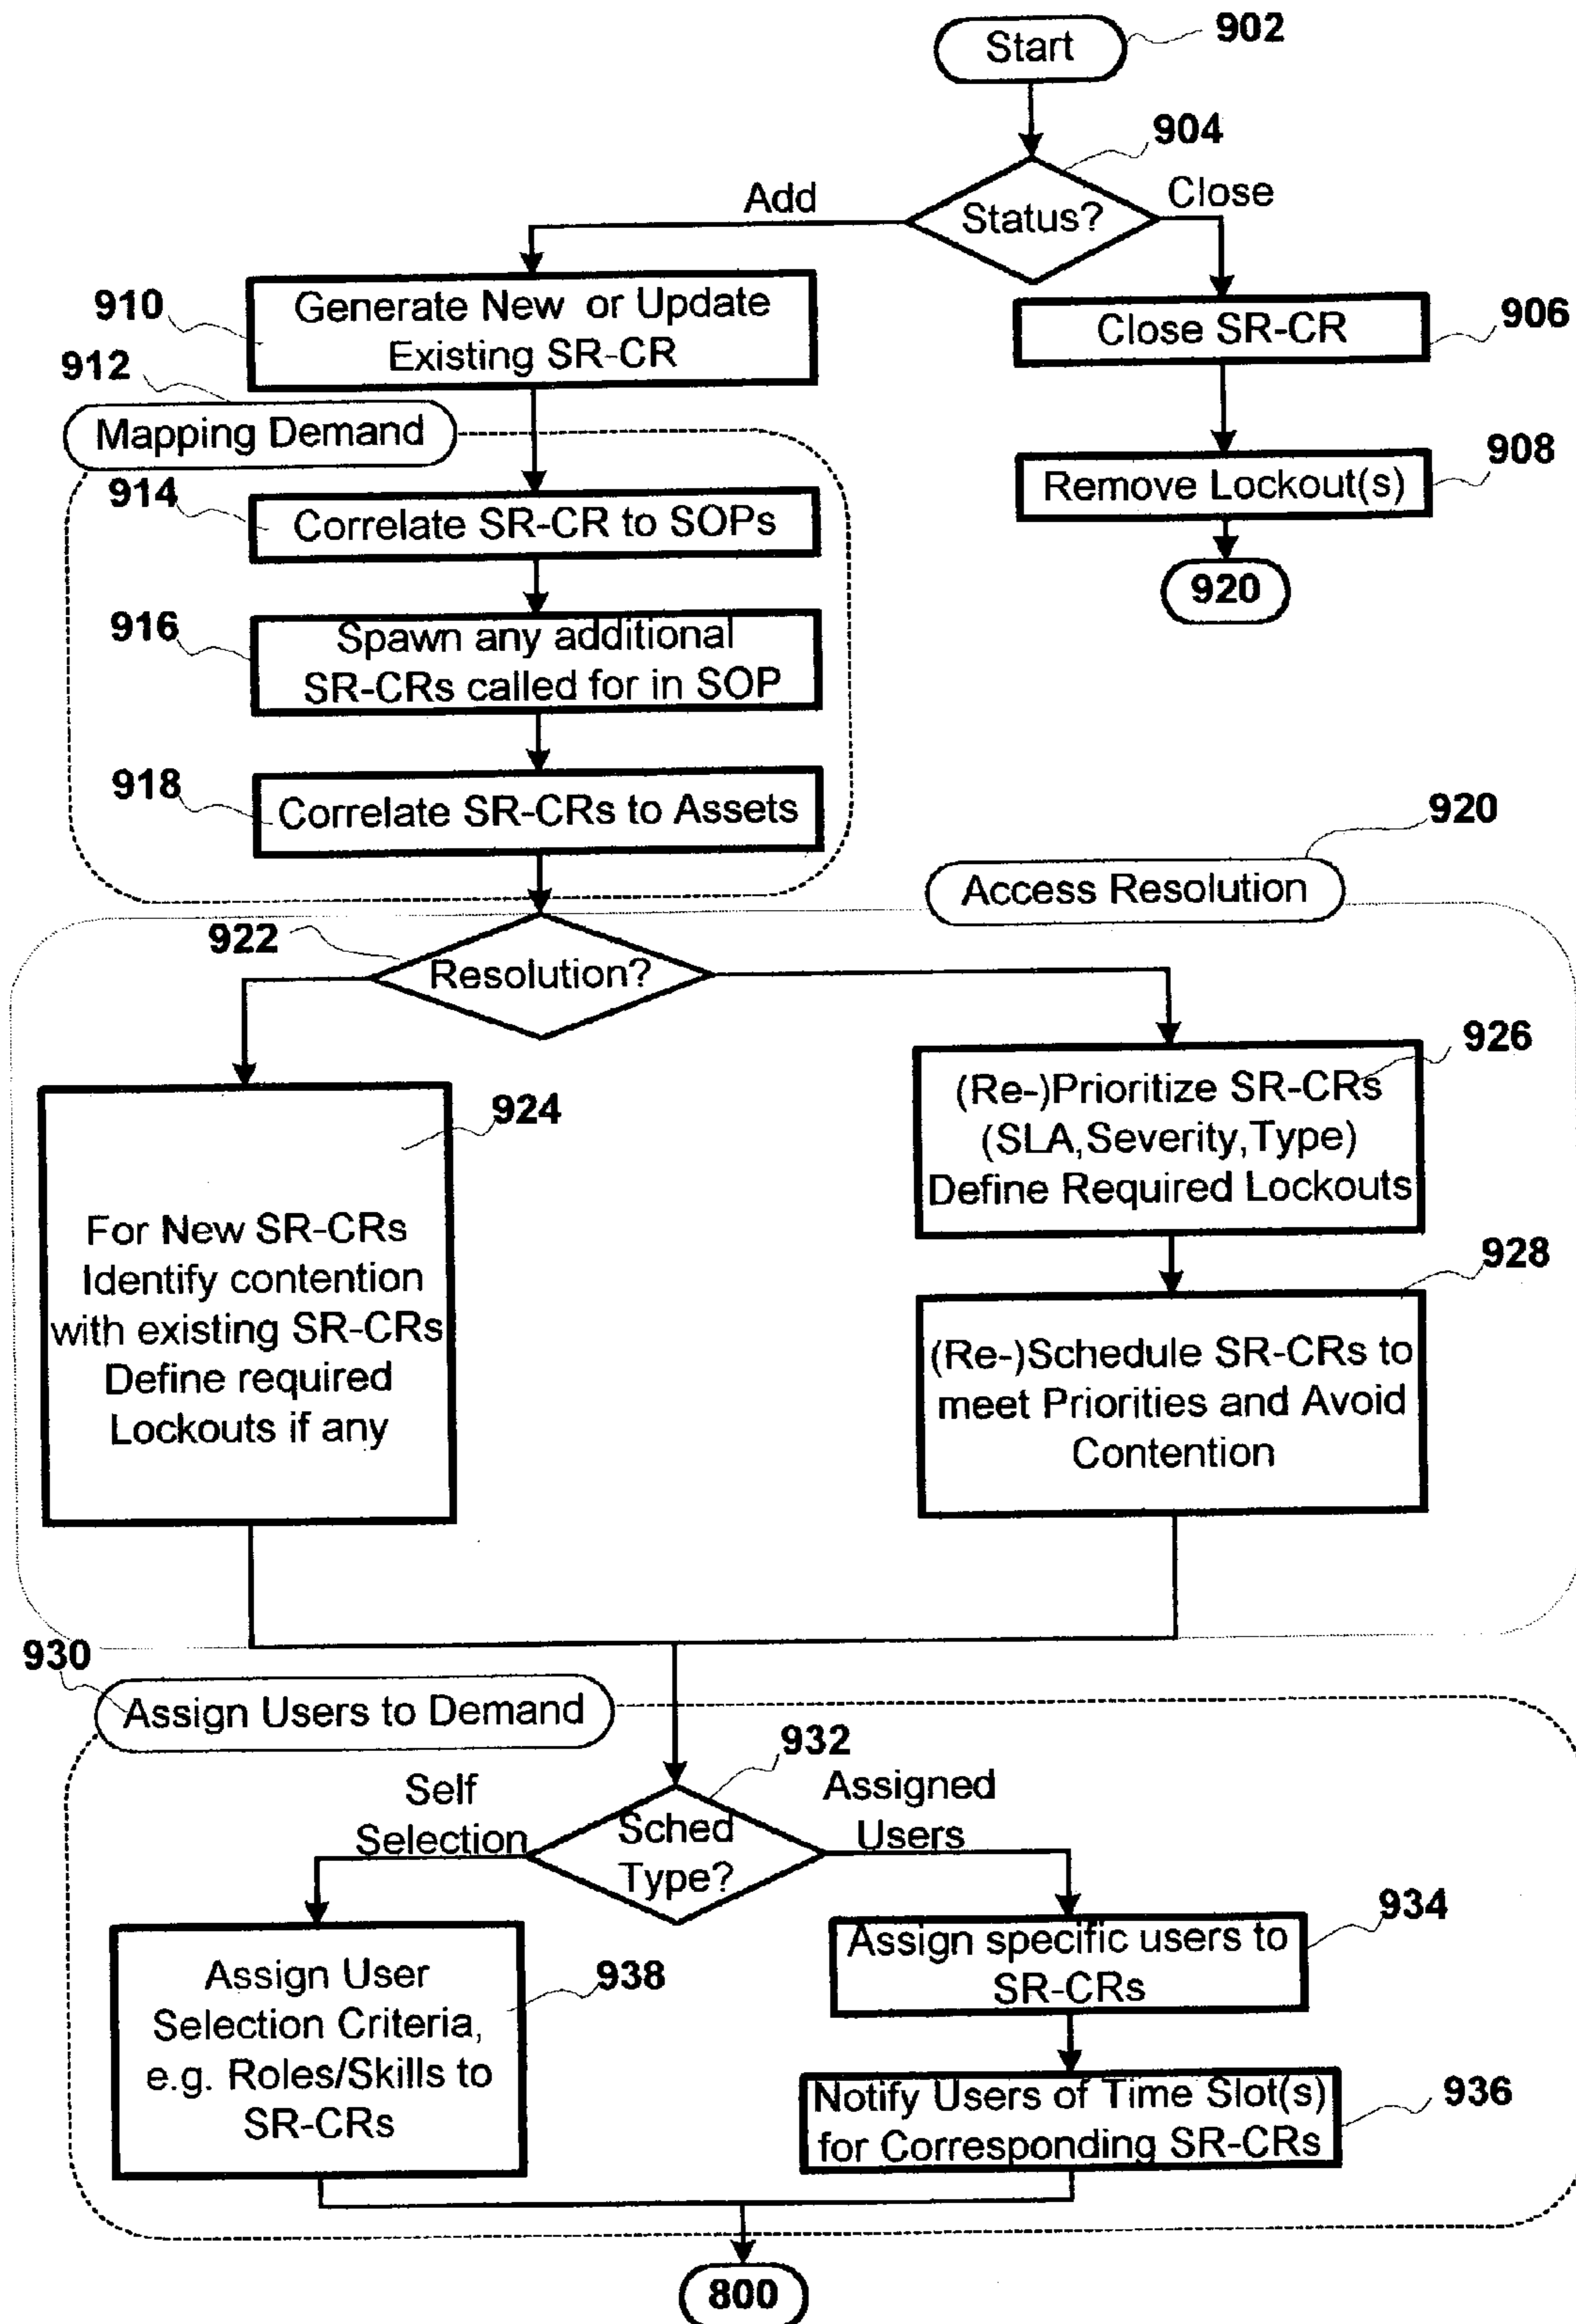 Start
902
904
Add
Status?
Close
910
Generate New or Update
Existing SR-CR
Close SR-CR
906
912
Mapping Demand
Remove Lockout(s)
908
914
Correlate SR-CR to SOPs
920
916
Spawn any additional
SR-CRs called for in SOP
918
Correlate SR-CRs to Assets
920
Access Resolution
922
Resolution?
924
For New SR-CRs
Identify contention
with existing SR-CRs
Define required
Lockouts if any
926
(Re-)Prioritize SR-CRs
(SLA,Severity,Type)
Define Required Lockouts
928
(Re-)Schedule SR-CRs to
meet Priorities and Avoid
Contention
930
Assign Users to Demand
932
Self
Selection
Sched
Type?
Assigned
Users
934
Assign specific users to
SR-CRs
938
Assign User
Selection Criteria,
e.g. Roles/Skills to
SR-CRs
936
Notify Users of Time Slot(s)
for Corresponding SR-CRs
800